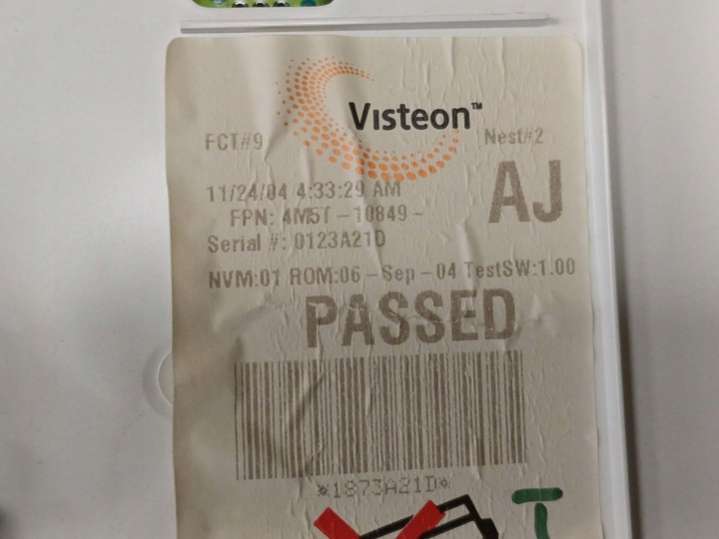 Visteon™
FCT#9 Nest#2
11/24/04 4:33:29 AM AJ
FPN: 4M5T-10849-
Serial #: 0123A21D
NVM:01 ROM:06-Sep-04 TestSW:1.00
PASSED
*1873A21D*
T